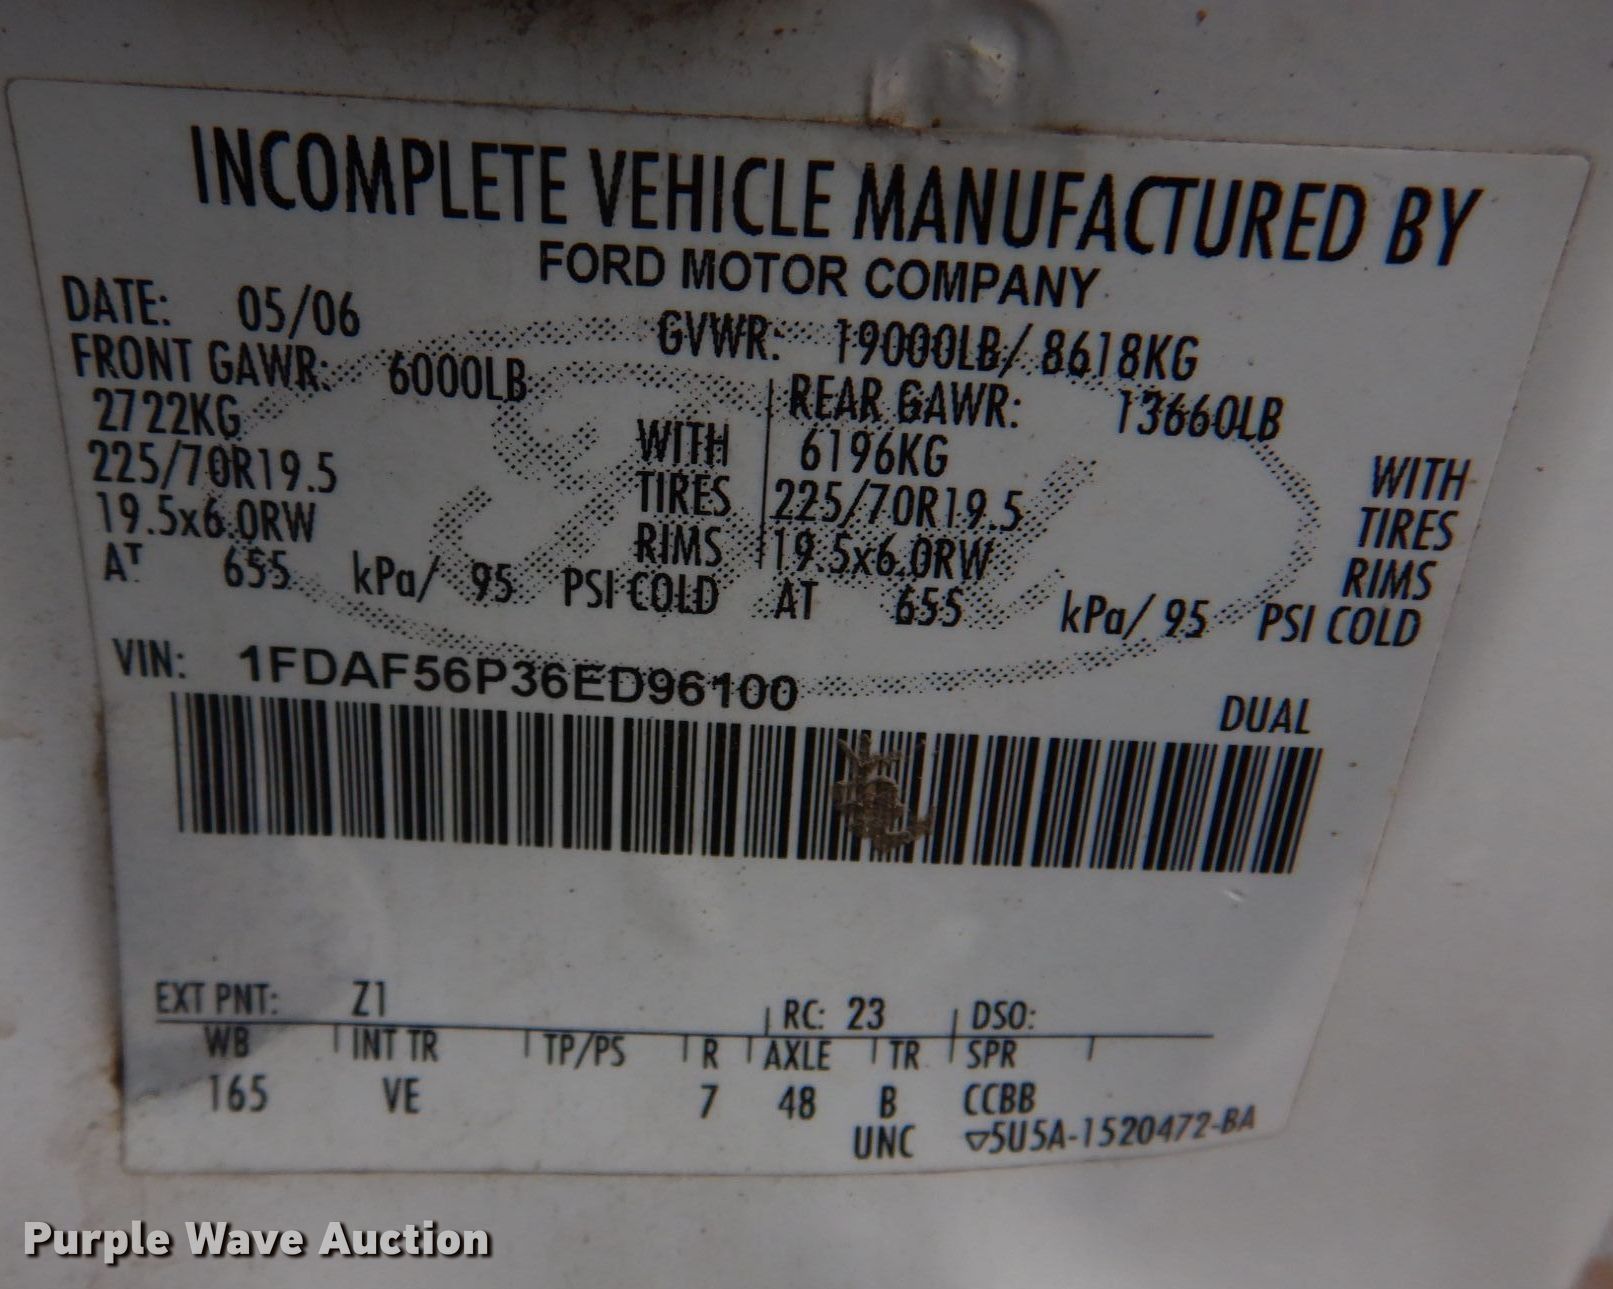 INCOMPLETE VEHICLE MANUFACTURED BY
FORD MOTOR COMPANY
DATE: 05/06 GVWR: 19000LB/ 8618KG
FRONT GAWR: 6000LB REAR GAWR: 13660LB
2722KG WITH 6196KG WITH
225/70R19.5 TIRES 225/70R19.5 TIRES
19.5x6.0RW RIMS 19.5x6.0RW RIMS
AT 655 kPa/ 95 PSI COLD AT 655 kPa/ 95 PSI COLD
VIN: 1FDAF56P36ED96100
DUAL
EXT PNT: Z1 RC: 23 DSO:
WB INT TR TP/PS R AXLE TR SPR
165 VE 7 48 B CCBB
UNC ▽5U5A-1520472-BA
Purple Wave Auction